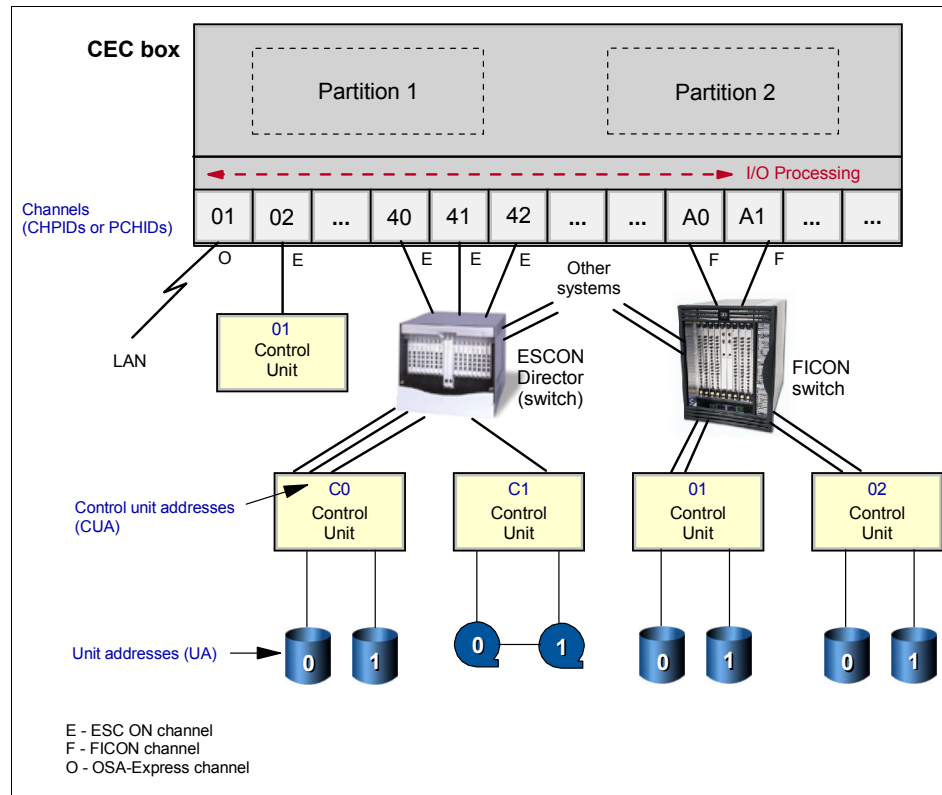 CEC box
Partition 1
Partition 2
I/O Processing
Channels
(CHPIDs or PCHIDs)
01
02
...
40
41
42
...
...
A0
A1
...
...
O
E
E
E
E
F
F
LAN
01
Control
Unit
Other
systems
ESCON
Director
(switch)
FICON
switch
Control unit addresses
(CUA)
C0
Control
Unit
C1
Control
Unit
01
Control
Unit
02
Control
Unit
Unit addresses (UA)
0
1
0
1
0
1
0
1
E - ESC ON channel
F - FICON channel
O - OSA-Express channel